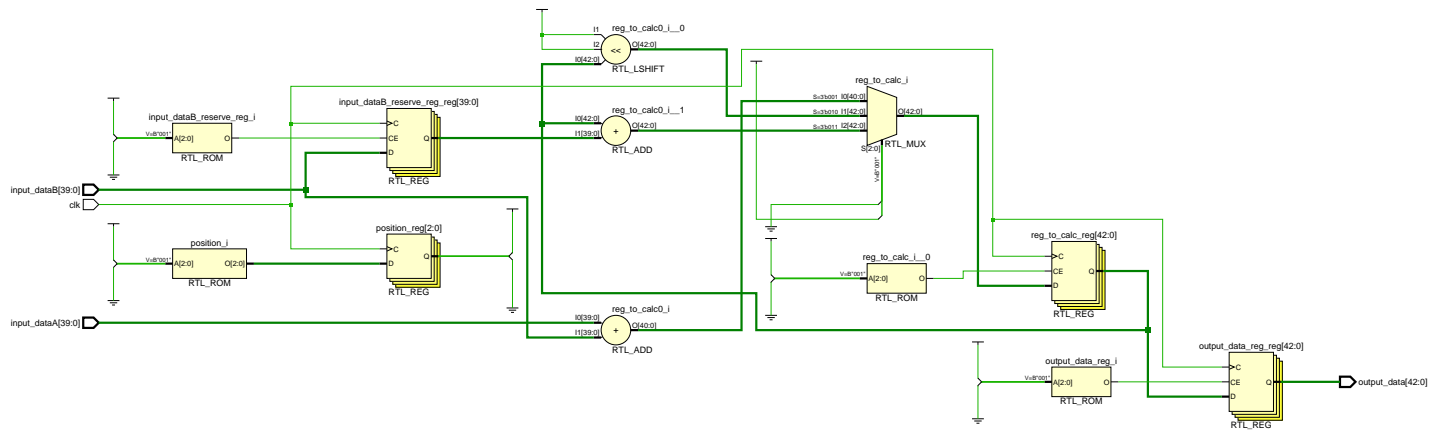 reg_to_calc0_i__0
I1
I2
I0[42:0]
<<
O[42:0]
RTL_LSHIFT
input_dataB_reserve_reg_i
V=B"001"
A[2:0]
O
RTL_ROM
input_dataB_reserve_reg_reg[39:0]
C
CE
D
Q
RTL_REG
reg_to_calc0_i__1
I0[42:0]
I1[39:0]
+
O[42:0]
RTL_ADD
reg_to_calc_i
S=3'b001 I0[40:0]
S=3'b010 I1[42:0]
S=3'b011 I2[42:0]
O[42:0]
S[2:0]
RTL_MUX
V=B"001"
input_dataB[39:0]
clk
position_i
V=B"001"
A[2:0]
O[2:0]
RTL_ROM
position_reg[2:0]
C
D
Q
RTL_REG
reg_to_calc_i__0
V=B"001"
A[2:0]
O
RTL_ROM
reg_to_calc_reg[42:0]
C
CE
D
Q
RTL_REG
input_dataA[39:0]
reg_to_calc0_i
I0[39:0]
I1[39:0]
+
O[40:0]
RTL_ADD
output_data_reg_i
V=B"001"
A[2:0]
O
RTL_ROM
output_data_reg_reg[42:0]
C
CE
D
Q
RTL_REG
output_data[42:0]